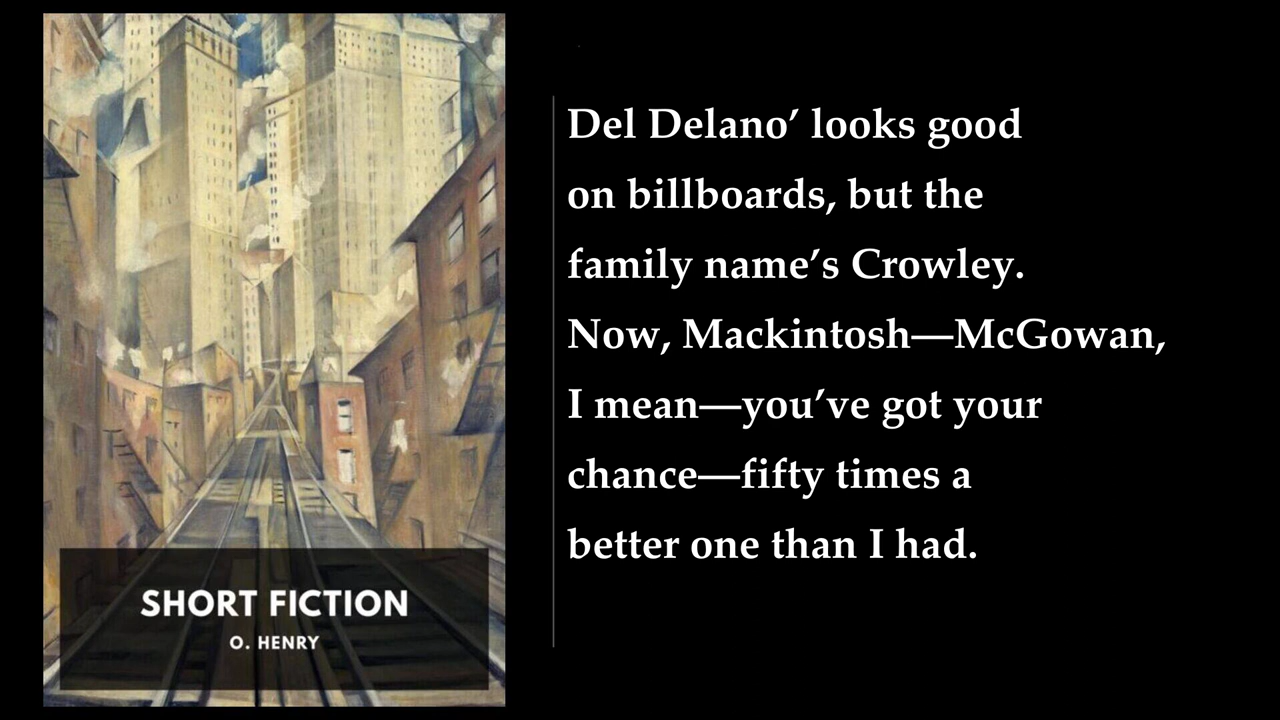 SHORT FICTION
O. HENRY
Del Delano’ looks good
on billboards, but the
family name’s Crowley.
Now, Mackintosh—McGowan,
I mean—you’ve got your
chance—fifty times a
better one than I had.